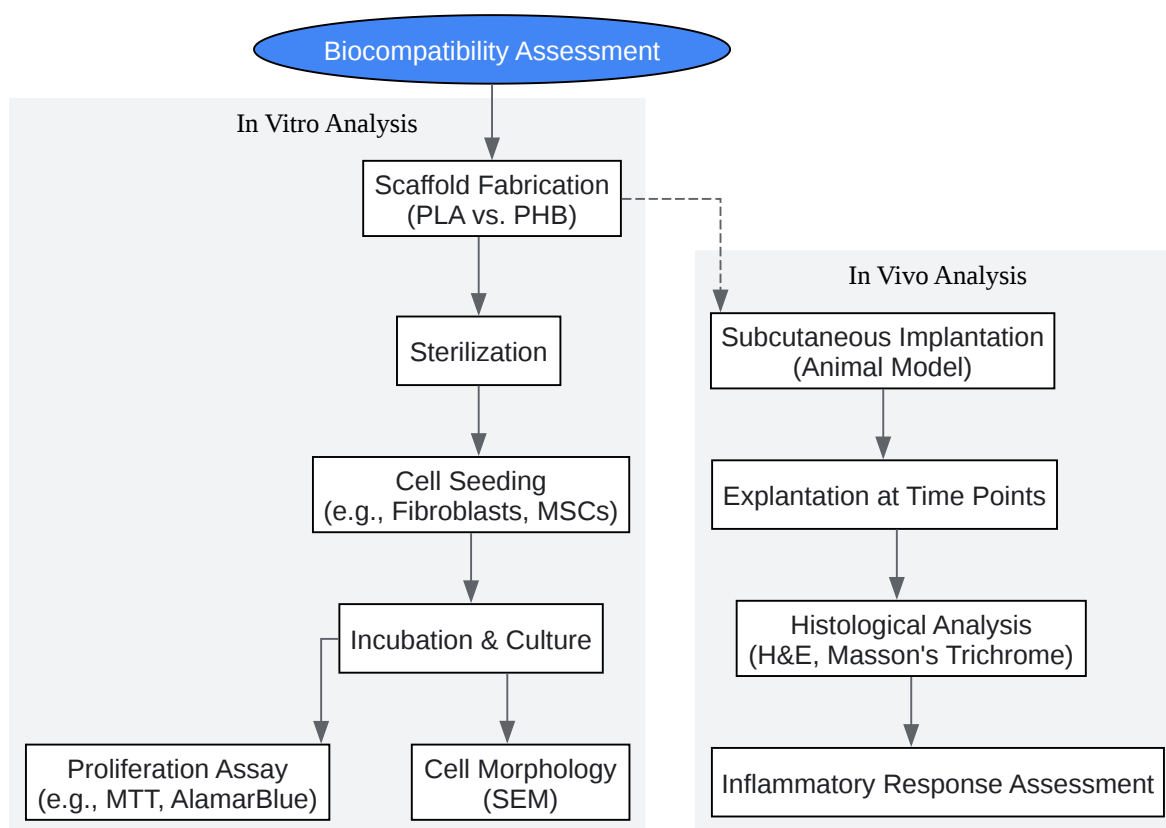 Biocompatibility Assessment
In Vitro Analysis
Scaffold Fabrication
(PLA vs. PHB)
Sterilization
Cell Seeding
(e.g., Fibroblasts, MSCs)
Incubation & Culture
Proliferation Assay
(e.g., MTT, AlamarBlue)
Cell Morphology
(SEM)
In Vivo Analysis
Subcutaneous Implantation
(Animal Model)
Explantation at Time Points
Histological Analysis
(H&E, Masson's Trichrome)
Inflammatory Response Assessment